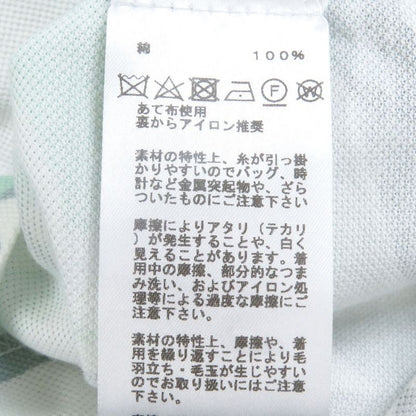 綿 100%
F W
あて布使用
裏からアイロン推奨
素材の特性上、糸が引っ掛
かりやすいのでバッグ、時
計など金属突起物や、ざら
ついたものにご注意下さい
摩擦によりアタリ（テカリ
）が発生することや、白く
見えることがあります。着
用中の摩擦、部分的なつま
み洗い、およびアイロン処
理等による過度な摩擦にご
注意下さい。
素材の特性上、摩擦や、着
用を繰り返すことにより毛
羽立ち・毛玉が生じやすい
のでお取り扱いにはご注意
下さい。